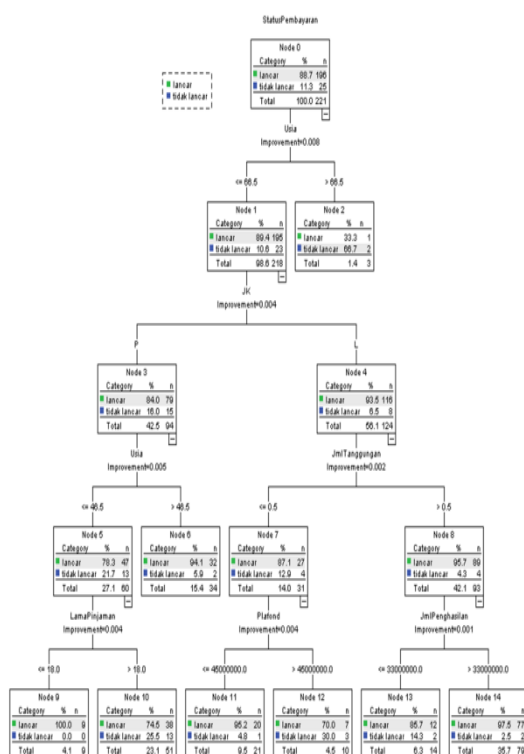 StatusPembayaran
Node 0
Category % n
lancar 88.7 196
tidak lancar 11.3 25
Total 100.0 221
lancar
tidak lancar
Usia
Improvement=0.008
<= 66.5
> 66.5
Node 1
Category % n
lancar 89.4 195
tidak lancar 10.6 23
Total 98.6 218
Node 2
Category % n
lancar 33.3 1
tidak lancar 66.7 2
Total 1.4 3
JK
Improvement=0.004
P
L
Node 3
Category % n
lancar 84.0 79
tidak lancar 16.0 15
Total 42.5 94
Node 4
Category % n
lancar 93.5 116
tidak lancar 6.5 8
Total 56.1 124
Usia
Improvement=0.005
JmlTanggungan
Improvement=0.002
<= 46.5
> 46.5
<= 0.5
> 0.5
Node 5
Category % n
lancar 78.3 47
tidak lancar 21.7 13
Total 27.1 60
Node 6
Category % n
lancar 94.1 32
tidak lancar 5.9 2
Total 15.4 34
Node 7
Category % n
lancar 87.1 27
tidak lancar 12.9 4
Total 14.0 31
Node 8
Category % n
lancar 95.7 89
tidak lancar 4.3 4
Total 42.1 93
LamaPinjaman
Improvement=0.004
Plafond
Improvement=0.004
JmlPenghasilan
Improvement=0.001
<= 18.0
> 18.0
<= 45000000.0
> 45000000.0
<= 33000000.0
> 33000000.0
Node 9
Category % n
lancar 100.0 9
tidak lancar 0.0 0
Total 4.1 9
Node 10
Category % n
lancar 74.5 38
tidak lancar 25.5 13
Total 23.1 51
Node 11
Category % n
lancar 95.2 20
tidak lancar 4.8 1
Total 9.5 21
Node 12
Category % n
lancar 70.0 7
tidak lancar 30.0 3
Total 4.5 10
Node 13
Category % n
lancar 85.7 12
tidak lancar 14.3 2
Total 6.3 14
Node 14
Category % n
lancar 97.5 77
tidak lancar 2.5 2
Total 35.7 79